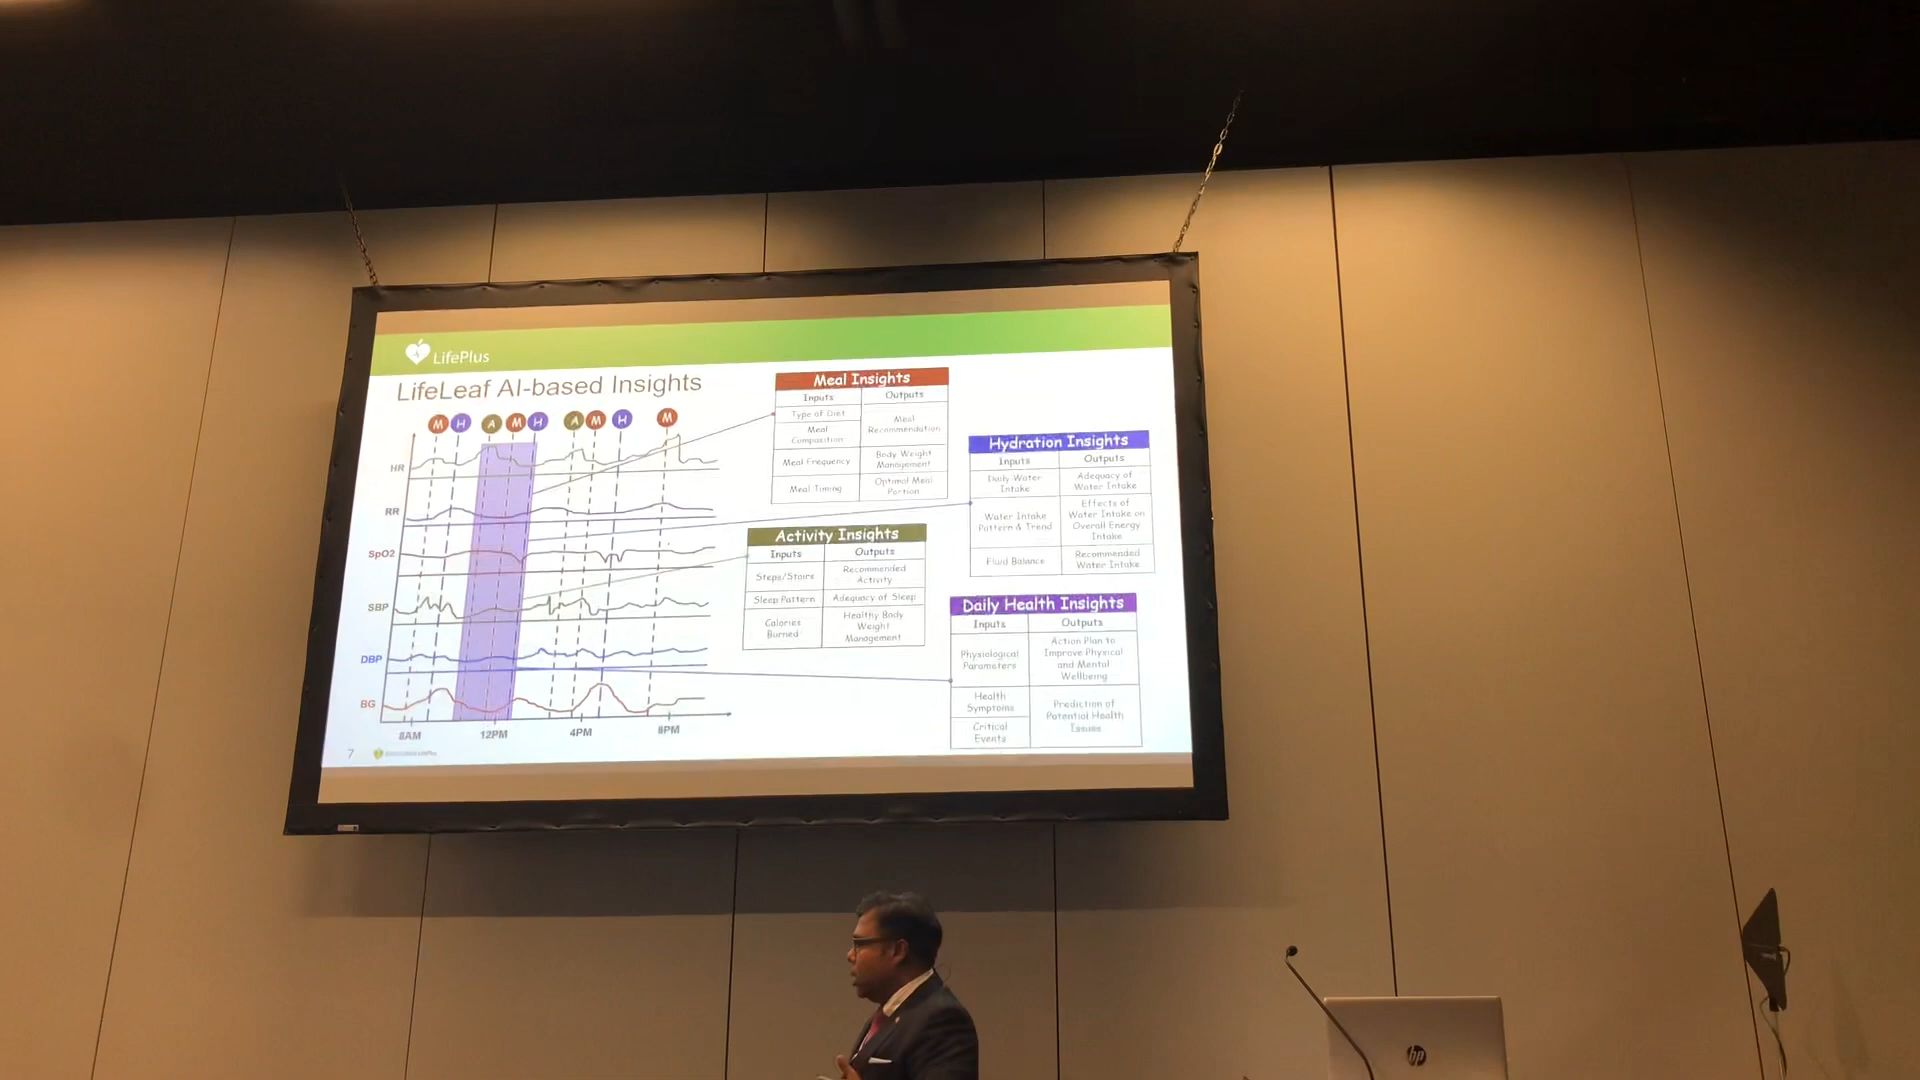 LifePlus
LifeLeaf AI-based Insights
M H A M H A M H M
HR
RR
SpO2
SBP
DBP
BG
8AM 12PM 4PM 8PM
7
Meal Insights
Inputs Outputs
Type of Diet
Meal
Composition
Meal
Recommendation
Meal Frequency
Body Weight
Management
Meal Timing
Optimal Meal
Portion
Hydration Insights
Inputs Outputs
Daily Water
Intake
Adequacy of
Water Intake
Water Intake
Pattern & Trend
Effects of
Water Intake on
Overall Energy
Intake
Fluid Balance
Recommended
Water Intake
Activity Insights
Inputs Outputs
Steps/Stairs
Recommended
Activity
Sleep Pattern
Adequacy of Sleep
Calories
Burned
Healthy Body
Weight
Management
Daily Health Insights
Inputs Outputs
Physiological
Parameters
Action Plan to
Improve Physical
and Mental
Wellbeing
Health
Symptoms
Critical
Events
Prediction of
Potential Health
Issues
hp